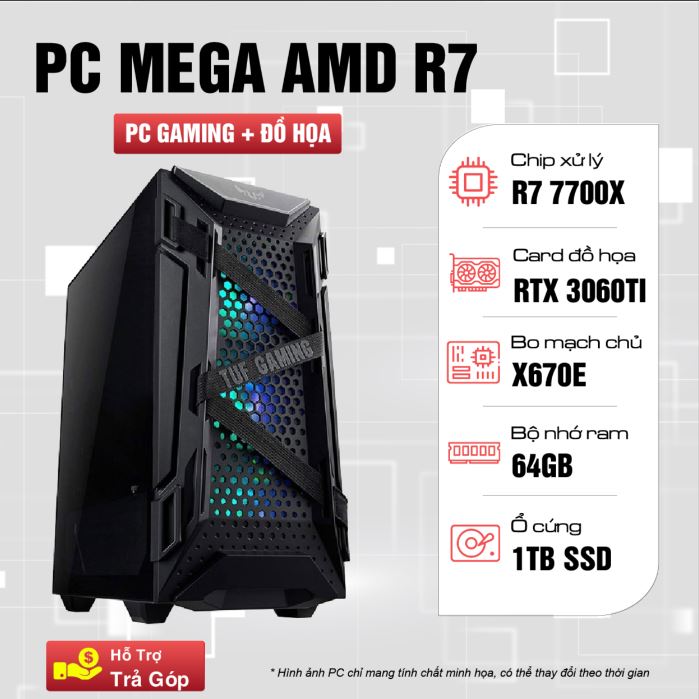 PC MEGA AMD R7
PC GAMING + ĐỒ HỌA
Chip xử lý
R7 7700X
Card đồ họa
RTX 3060TI
Bo mạch chủ
X670E
Bộ nhớ ram
64GB
Ổ cứng
1TB SSD
TUF GAMING
$
Hỗ Trợ
Trả Góp
* Hình ảnh PC chỉ mang tính chất minh họa, có thể thay đổi theo thời gian